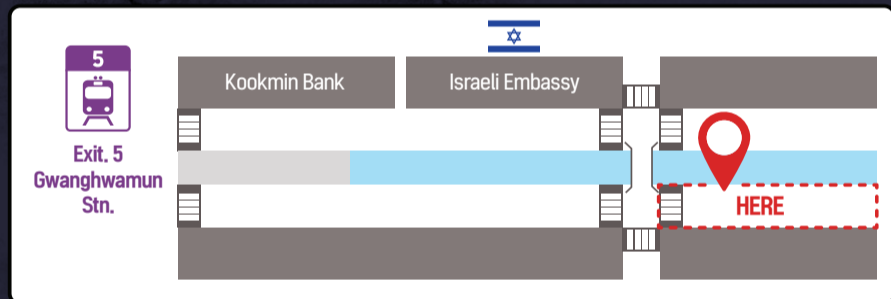 5
Exit. 5
Gwanghwamun
Stn.
Kookmin Bank
Israeli Embassy
HERE